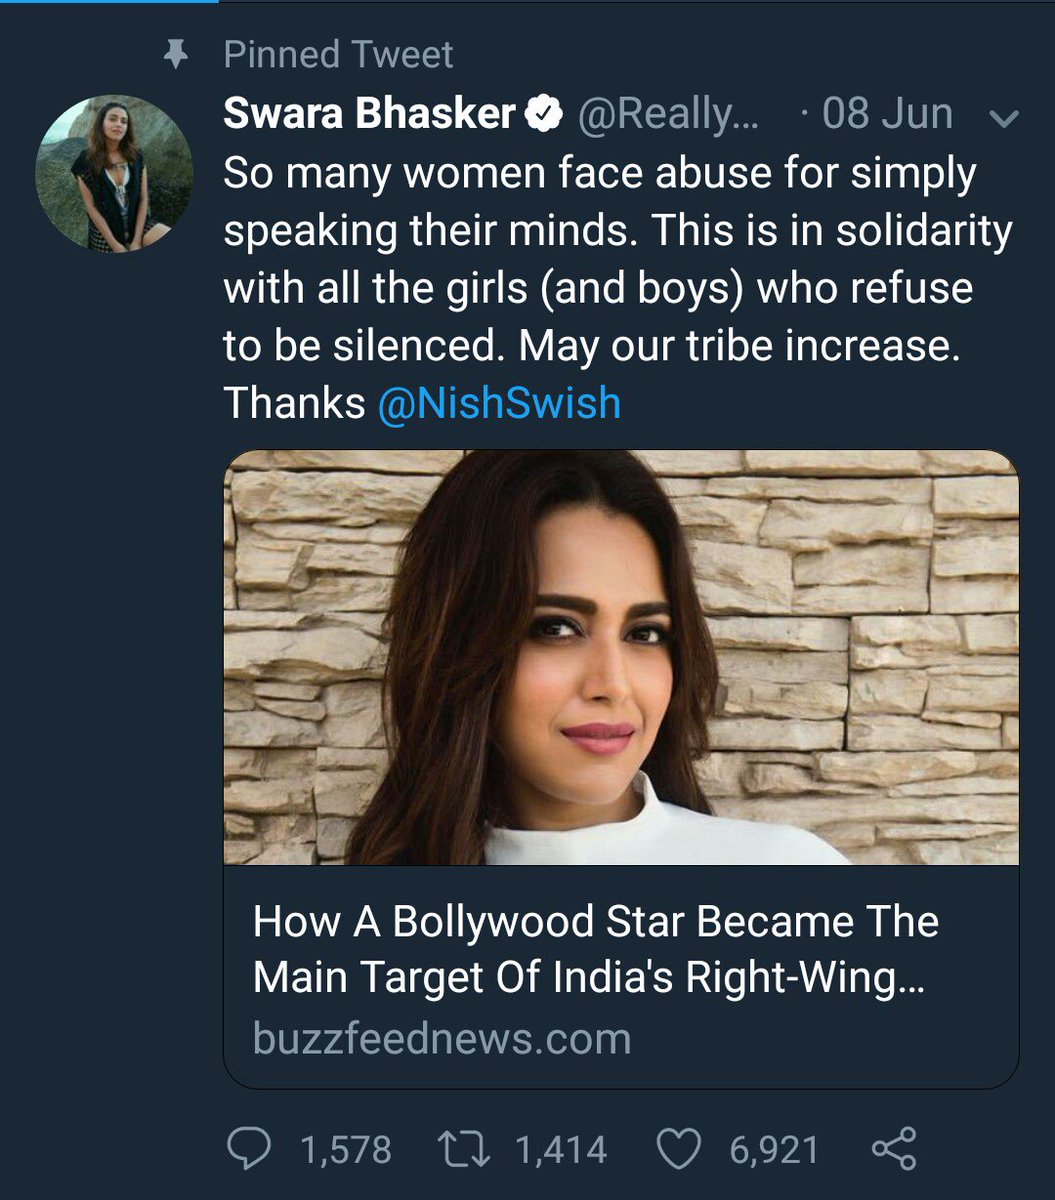 Pinned Tweet
Swara Bhasker @Really... · 08 Jun
So many women face abuse for simply
speaking their minds. This is in solidarity
with all the girls (and boys) who refuse
to be silenced. May our tribe increase.
Thanks @NishSwish
How A Bollywood Star Became The
Main Target Of India's Right-Wing...
buzzfeednews.com
1,578 1,414 6,921